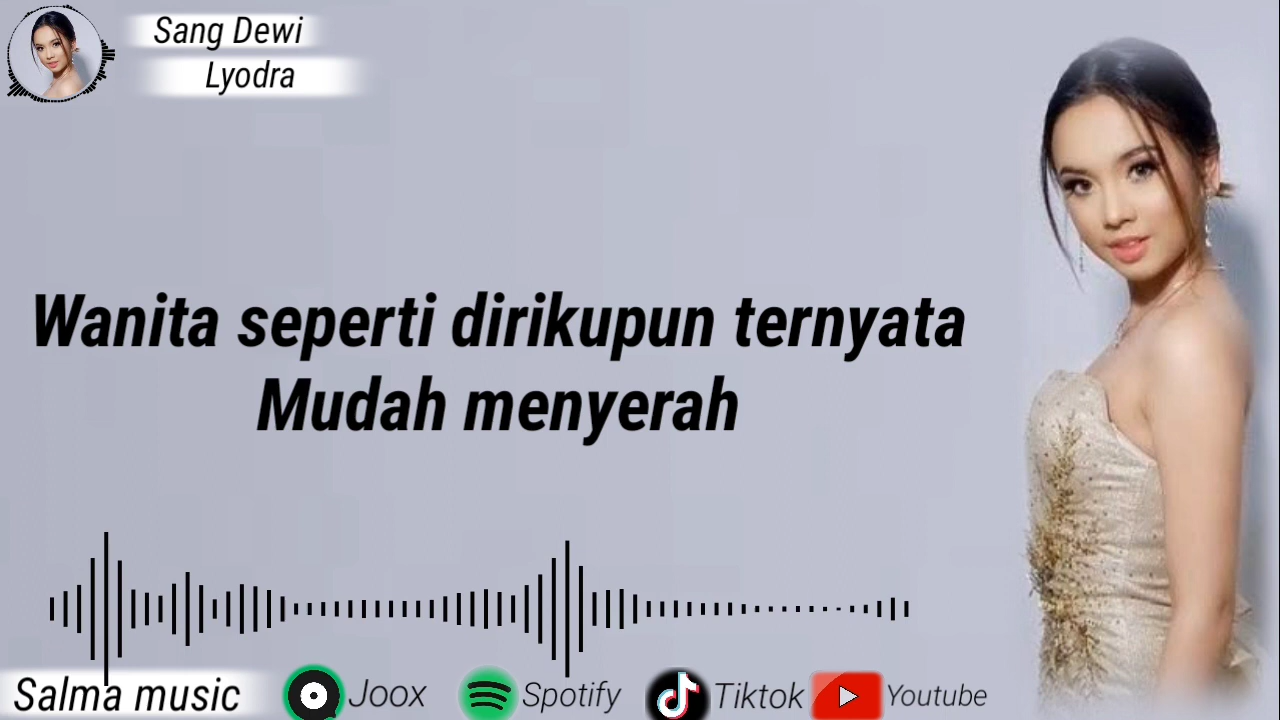 Sang Dewi
Lyodra
Wanita seperti dirikupun ternyata
Mudah menyerah
Salma music
Joox
Spotify
Tiktok
Youtube